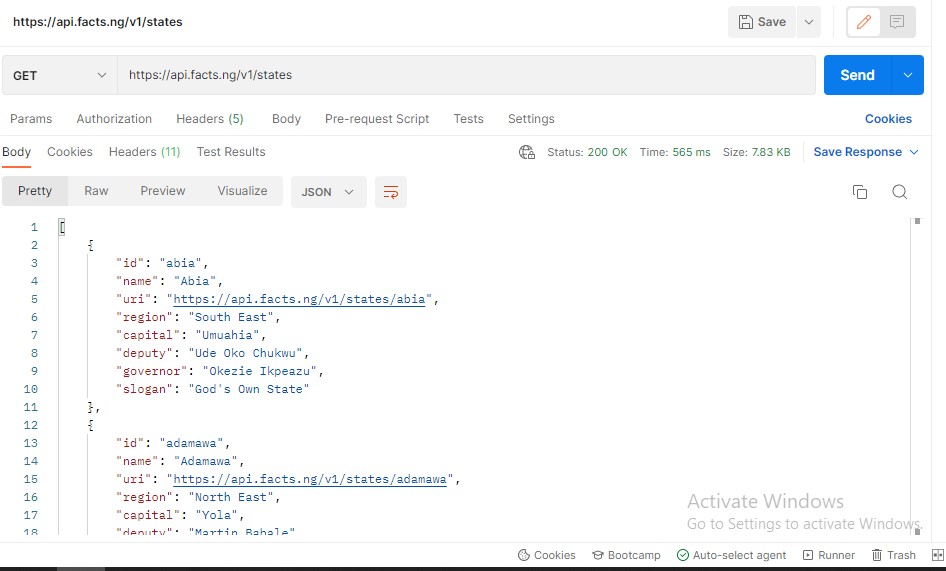 https://api.facts.ng/v1/states
Save
GET
https://api.facts.ng/v1/states
Send
Params Authorization Headers (5) Body Pre-request Script Tests Settings Cookies
Body Cookies Headers (11) Test Results Status: 200 OK Time: 565 ms Size: 7.83 KB Save Response
Pretty Raw Preview Visualize JSON
1 [
2 {
3 "id": "abia",
4 "name": "Abia",
5 "uri": "https://api.facts.ng/v1/states/abia",
6 "region": "South East",
7 "capital": "Umuahia",
8 "deputy": "Ude Oko Chukwu",
9 "governor": "Okezie Ikpeazu",
10 "slogan": "God's Own State"
11 },
12 {
13 "id": "adamawa",
14 "name": "Adamawa",
15 "uri": "https://api.facts.ng/v1/states/adamawa",
16 "region": "North East",
17 "capital": "Yola",
18 "deputy": "Martin Babale"
Activate Windows
Go to Settings to activate Windows.
Cookies Bootcamp Auto-select agent Runner Trash